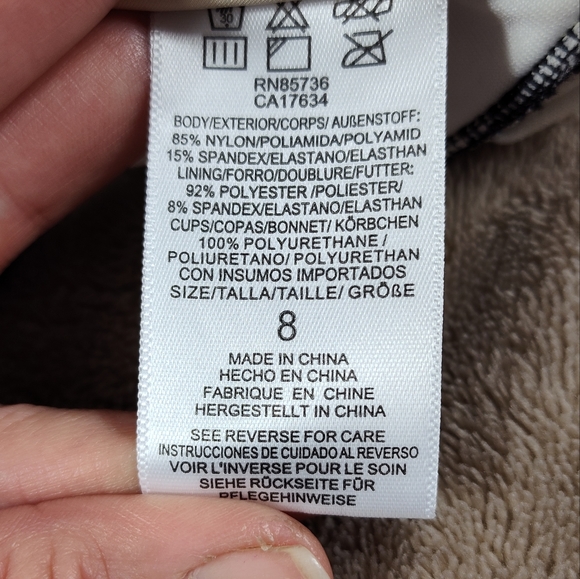 30
RN85736
CA17634
BODY/EXTERIOR/CORPS/ AUßENSTOFF:
85% NYLON/POLIAMIDA/POLYAMID
15% SPANDEX/ELASTANO/ELASTHAN
LINING/FORRO/DOUBLURE/FUTTER:
92% POLYESTER /POLIESTER/
8% SPANDEX/ELASTANO/ELASTHAN
CUPS/COPAS/BONNET/ KÖRBCHEN
100% POLYURETHANE /
POLIURETANO/ POLYURETHAN
CON INSUMOS IMPORTADOS
SIZE/TALLA/TAILLE/ GRÖßE
8
MADE IN CHINA
HECHO EN CHINA
FABRIQUE EN CHINE
HERGESTELLT IN CHINA
SEE REVERSE FOR CARE
INSTRUCCIONES DE CUIDADO AL REVERSO
VOIR L'INVERSE POUR LE SOIN
SIEHE RÜCKSEITE FÜR
PFLEGEHINWEISE